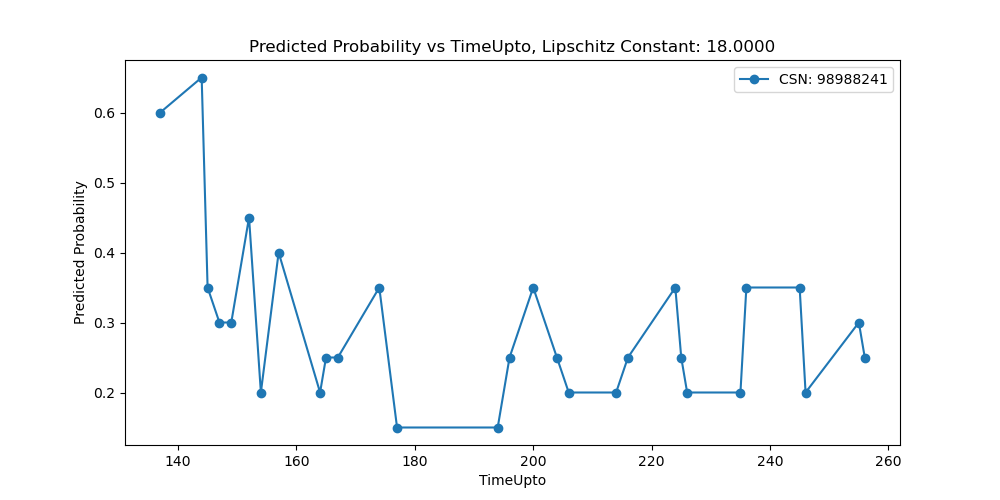 Predicted Probability vs TimeUpto, Lipschitz Constant: 18.0000
CSN: 98988241
Predicted Probability
0.6
0.5
0.4
0.3
0.2
140 160 180 200 220 240 260
TimeUpto